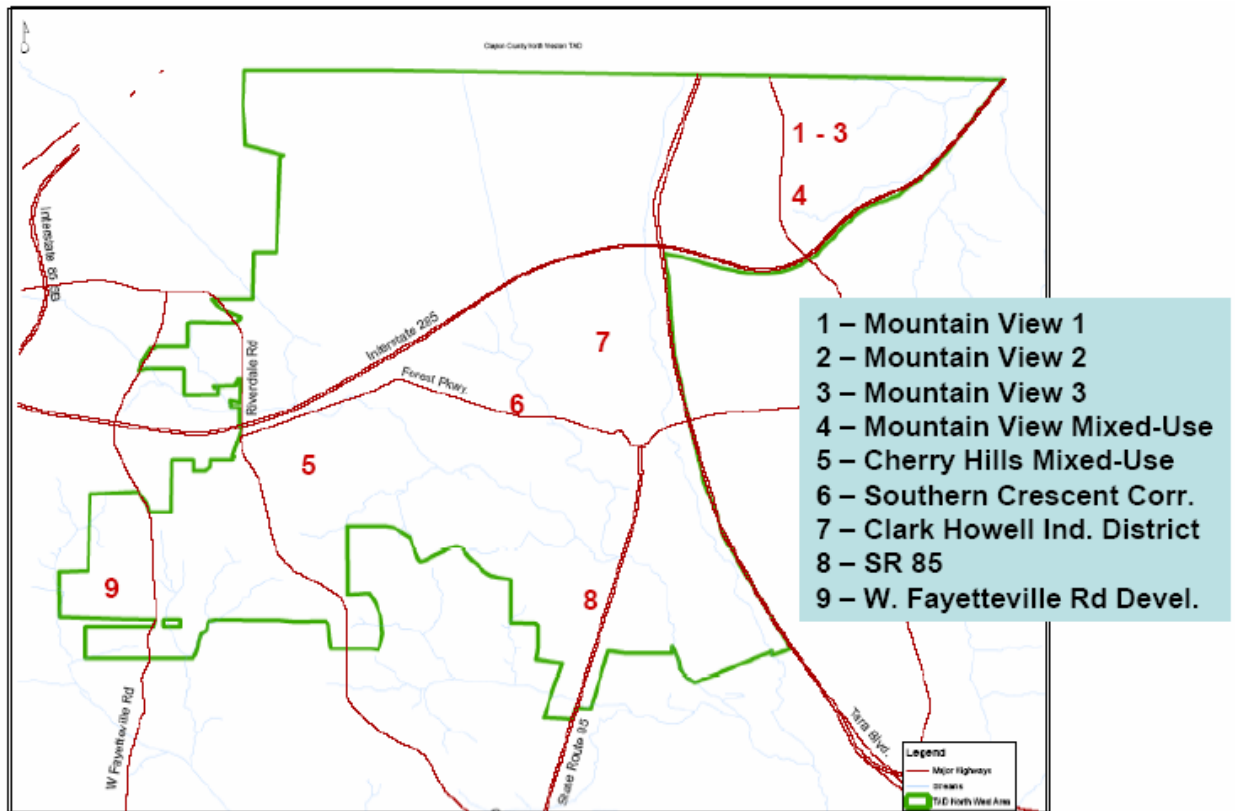 Clayton County North Western TAD
1 - 3
4
Interstate 85 SB
7
Interstate 285
Riverdale Rd
Forest Pkwy.
6
5
1 – Mountain View 1
2 – Mountain View 2
3 – Mountain View 3
4 – Mountain View Mixed-Use
5 – Cherry Hills Mixed-Use
6 – Southern Crescent Corr.
7 – Clark Howell Ind. District
8 – SR 85
9 – W. Fayetteville Rd Devel.
9
8
W Fayetteville Rd
State Route 85
Tara Blvd.
Legend
Major Highways
Streams
TAD North West Area